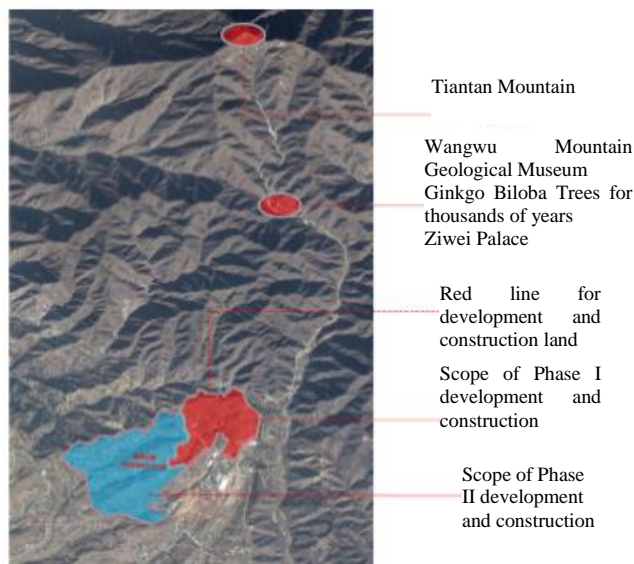 Tiantan Mountain
Wangwu Mountain
Geological Museum
Ginkgo Biloba Trees for
thousands of years
Ziwei Palace
Red line for
development and
construction land
Scope of Phase I
development and
construction
Scope of Phase
II development
and construction